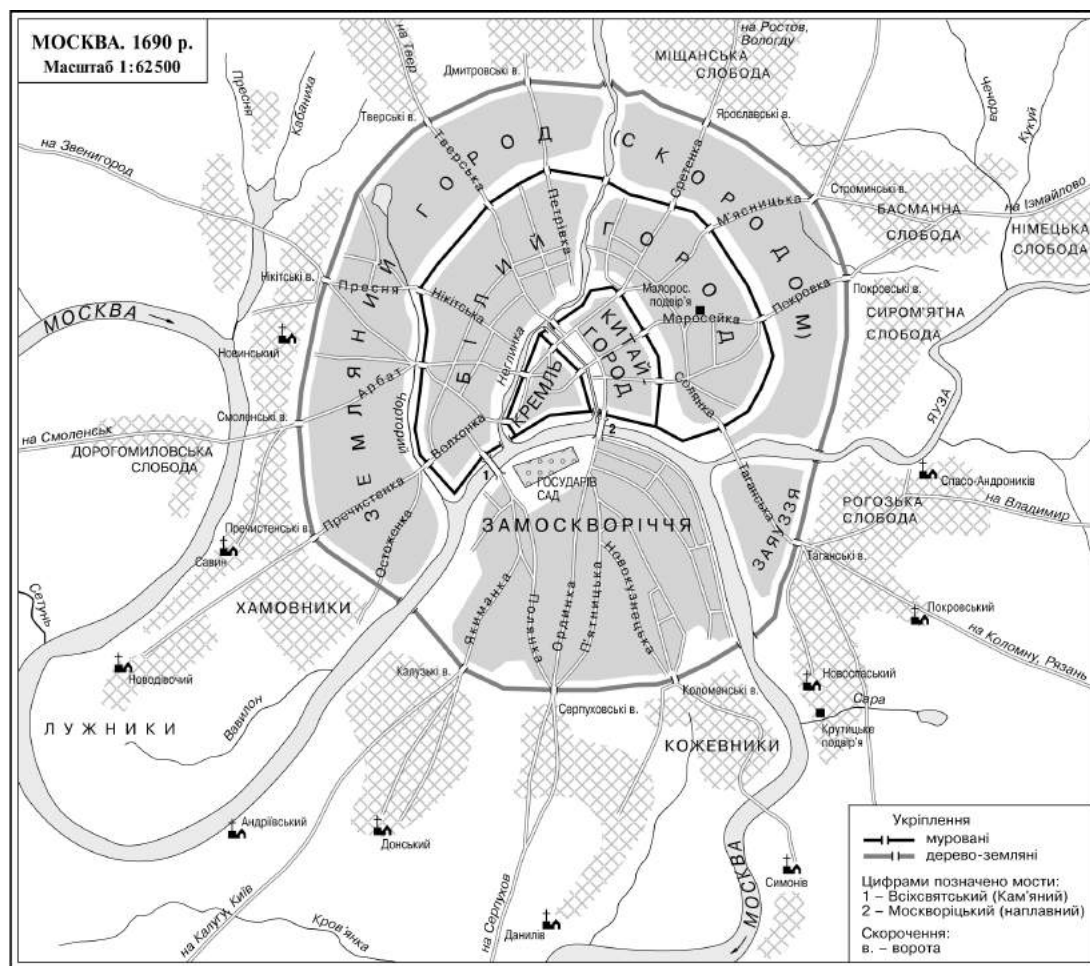 МОСКВА. 1690 р.
Масштаб 1:62500
на Твер
на Ростов,
Вологду
МІЩАНСЬКА
СЛОБОДА
Дмитровські в.
Пресня
Кабаниха
Чечора
Кукуй
Тверські в.
Ярославські в.
на Звенигород
Тверська
Петрівка
Сретенка
М'ясницька
ЗЕМЛЯНИЙ ГОРОД (СКОРОДОМ)
Строминські в.
на Ізмайлово
БАСМАННА
СЛОБОДА
НІМЕЦЬКА
СЛОБОДА
БІЛИЙ ГОРОД
Нікітські в.
Пресня
Нікітська
Малорос.
подвір'я
Маросейка
Покровка
Покровські в.
СИРОМ'ЯТНА
СЛОБОДА
МОСКВА
Новинський
Неглинка
КИТАЙ-
ГОРОД
КРЕМЛЬ
Арбат
Солянка
Смоленські в.
Чорторий
Волхонка
ЯУЗА
на Смоленськ
ДОРОГОМИЛОВСЬКА
СЛОБОДА
1
2
ГОСУДАРІВ
САД
Таганська
Спасо-Андроників
Пречистенка
ЗАМОСКВОРІЧЧЯ
ЗАЯУЗЗЯ
РОГОЗЬКА
СЛОБОДА
на Владимир
Пречистенські в.
Остоженка
Таганські в.
Савин
Сетунь
ХАМОВНИКИ
Якиманка
Полянка
Ординка
П'ятницька
Новокузнецька
Покровський
на Коломну, Рязань
Новодівочий
Калузькі в.
Коломенські в.
Новоспаський
Серпуховські в.
Сара
Крутицьке
подвір'я
ЛУЖНИКИ
Вавилон
КОЖЕВНИКИ
Андріївський
Донський
Симонів
МОСКВА
на Калугу, Київ
Кров'янка
на Серпухов
Данилів
Укріплення
муровані
дерево-земляні
Цифрами позначено мости:
1 – Всіхсвятський (Кам'яний)
2 – Москворіцький (наплавний)
Скорочення:
в. – ворота